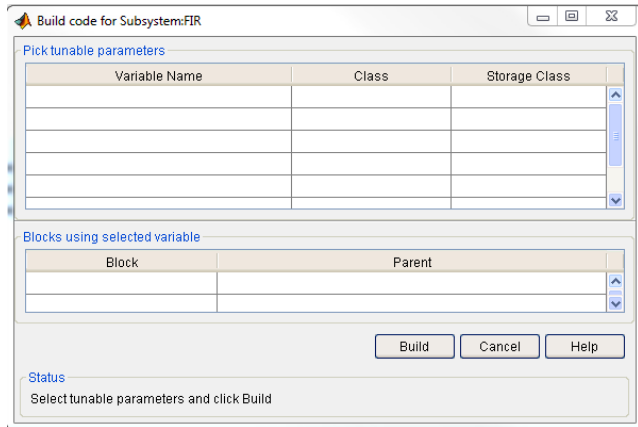 Build code for Subsystem:FIR
Pick tunable parameters
Variable Name Class Storage Class
Blocks using selected variable
Block Parent
Build Cancel Help
Status
Select tunable parameters and click Build